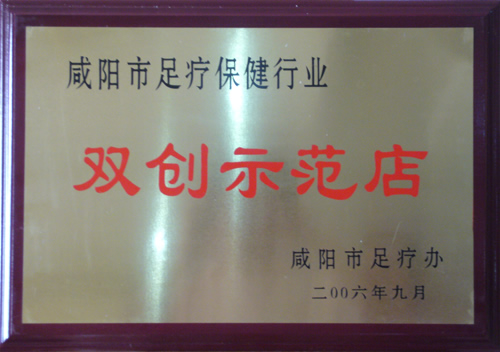 咸阳市足疗保健行业
双创示范店
咸阳市足疗办
二00六年九月